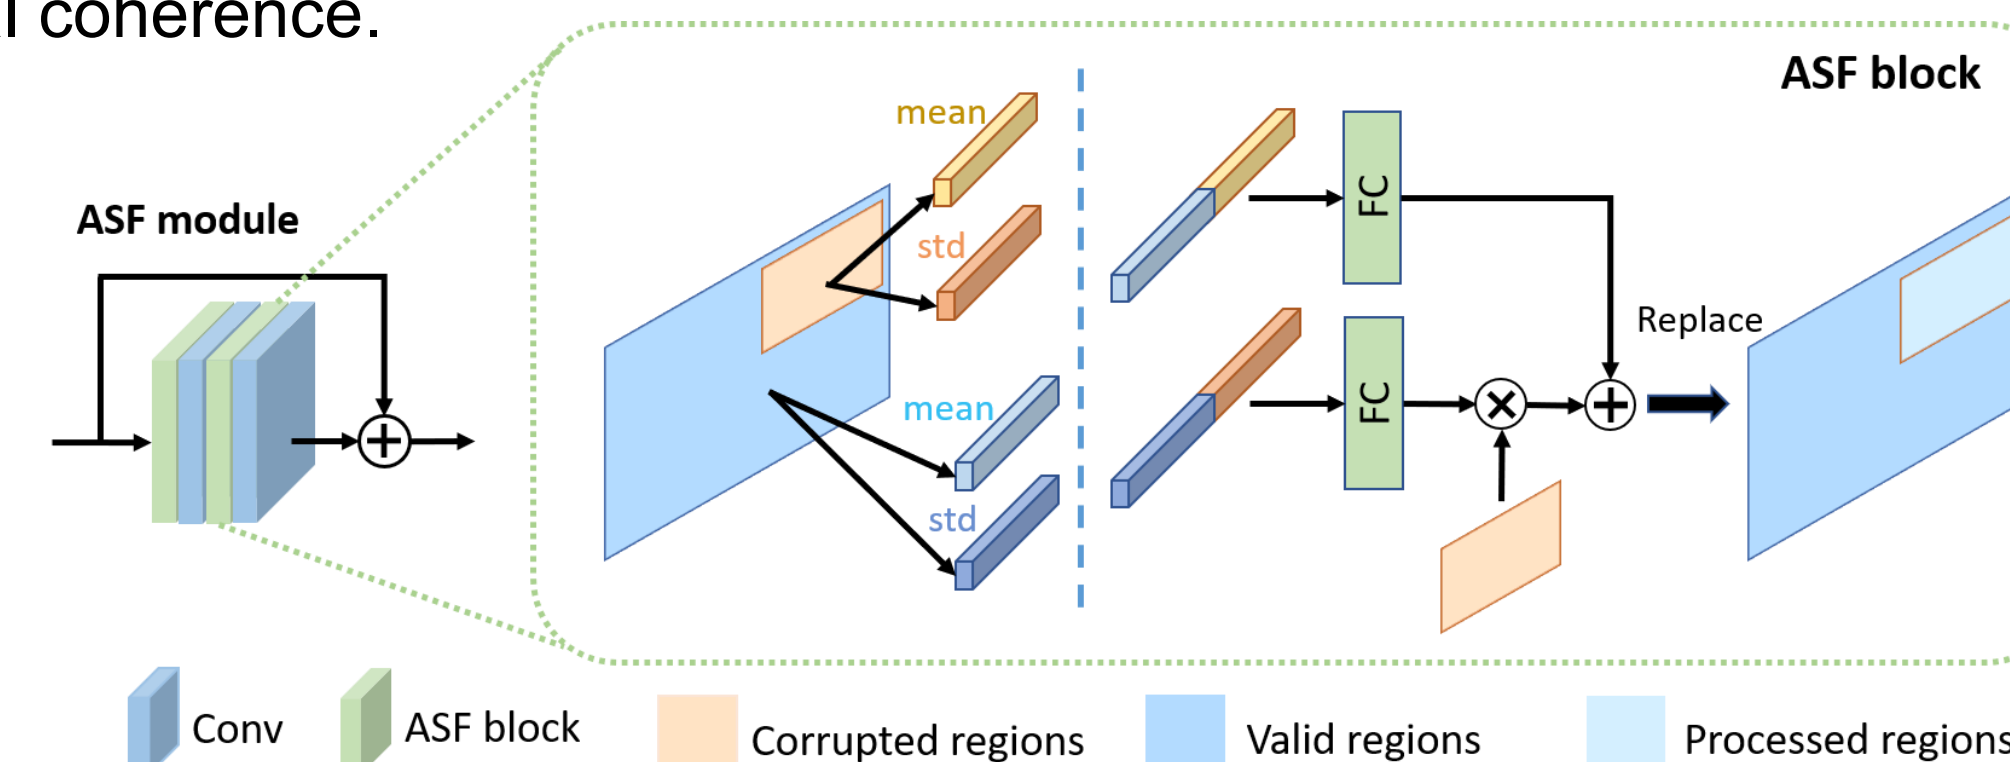 coherence.
ASF block
mean
ASF module
std
FC
Replace
mean
FC
std
Conv
ASF block
Corrupted regions
Valid regions
Processed regions